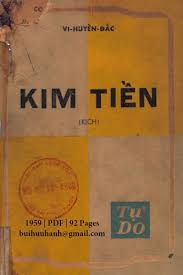 VI-HUYỀN-ĐẮC
KIM TIỀN
(KỊCH)
1959 | PDF | 92 Pages
buihuuhanh@gmail.com
TỰ
DO